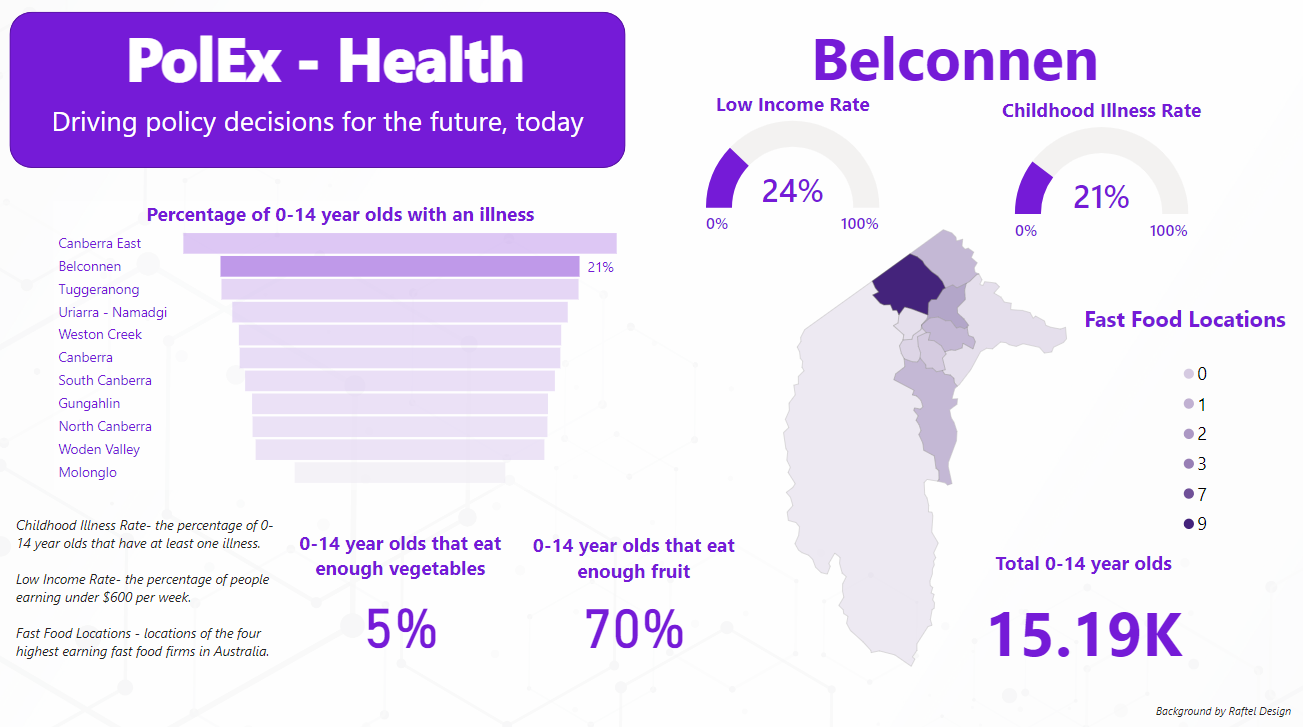 PolEx - Health
Driving policy decisions for the future, today
Belconnen
Low Income Rate
24%
0%
100%
Childhood Illness Rate
21%
0%
100%
Percentage of 0-14 year olds with an illness
Canberra East
Belconnen
21%
Tuggeranong
Uriarra - Namadgi
Weston Creek
Canberra
South Canberra
Gungahlin
North Canberra
Woden Valley
Molonglo
Fast Food Locations
0
1
2
3
7
9
Childhood Illness Rate- the percentage of 0-
14 year olds that have at least one illness.
Low Income Rate- the percentage of people
earning under $600 per week.
Fast Food Locations - locations of the four
highest earning fast food firms in Australia.
0-14 year olds that eat
enough vegetables
5%
0-14 year olds that eat
enough fruit
70%
Total 0-14 year olds
15.19K
Background by Raftel Design